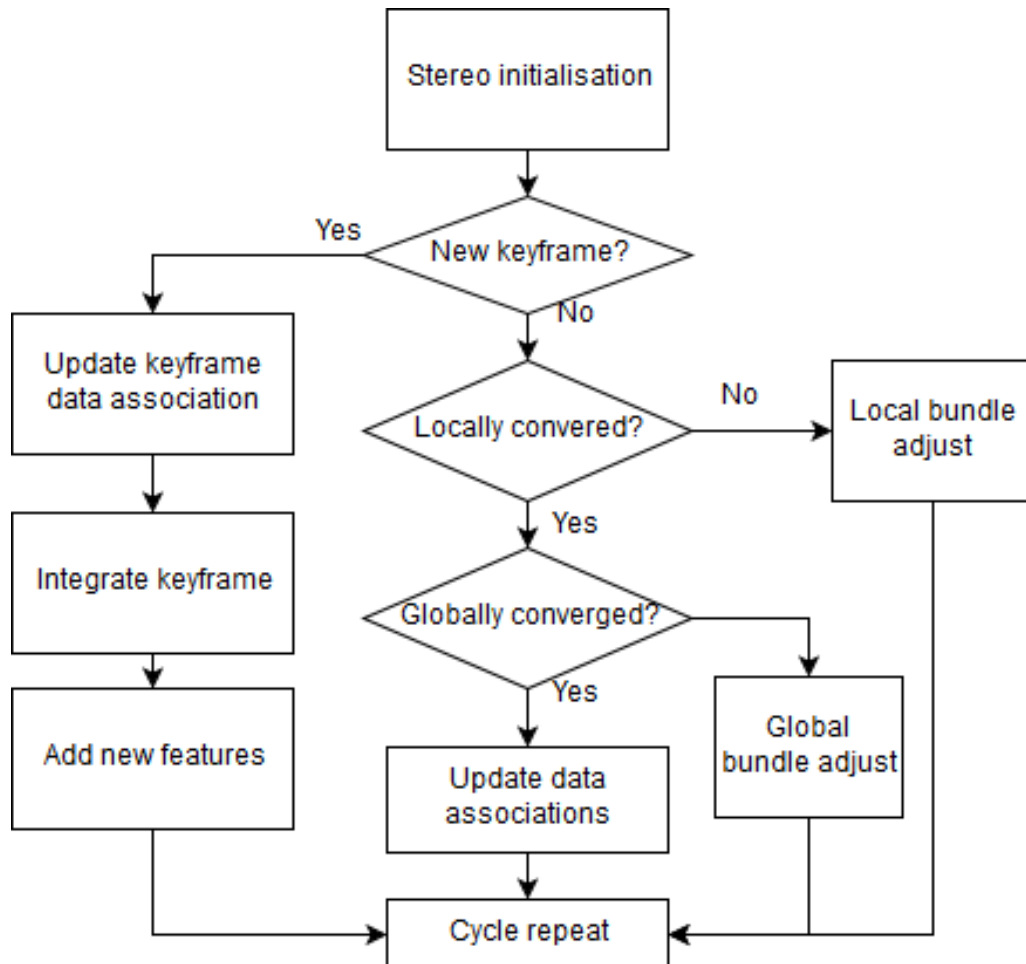 Stereo initialisation
Yes
New keyframe?
No
Update keyframe
data association
Locally convered?
No
Local bundle
adjust
Yes
Integrate keyframe
Globally converged?
Yes
Add new features
Global
bundle adjust
Update data
associations
Cycle repeat